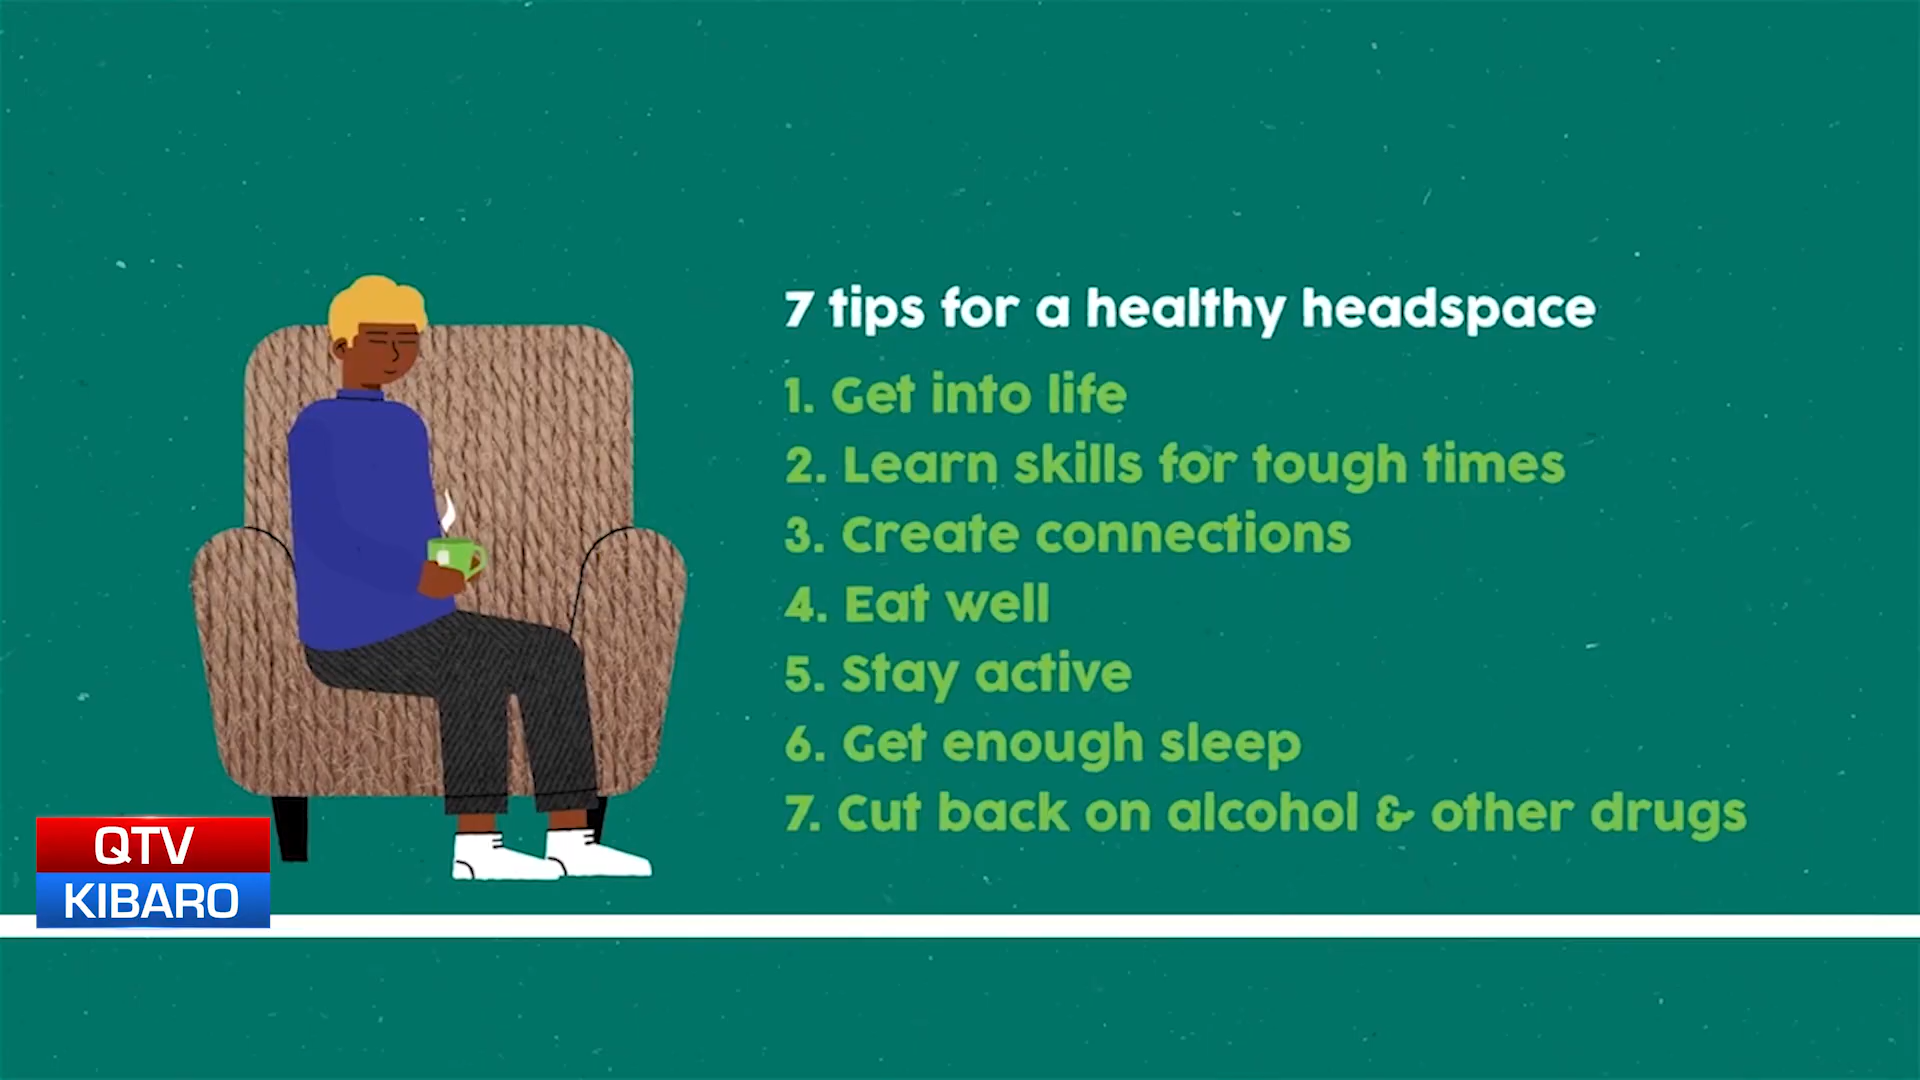 7 tips for a healthy headspace
1. Get into life
2. Learn skills for tough times
3. Create connections
4. Eat well
5. Stay active
6. Get enough sleep
7. Cut back on alcohol & other drugs
QTV
KIBARO